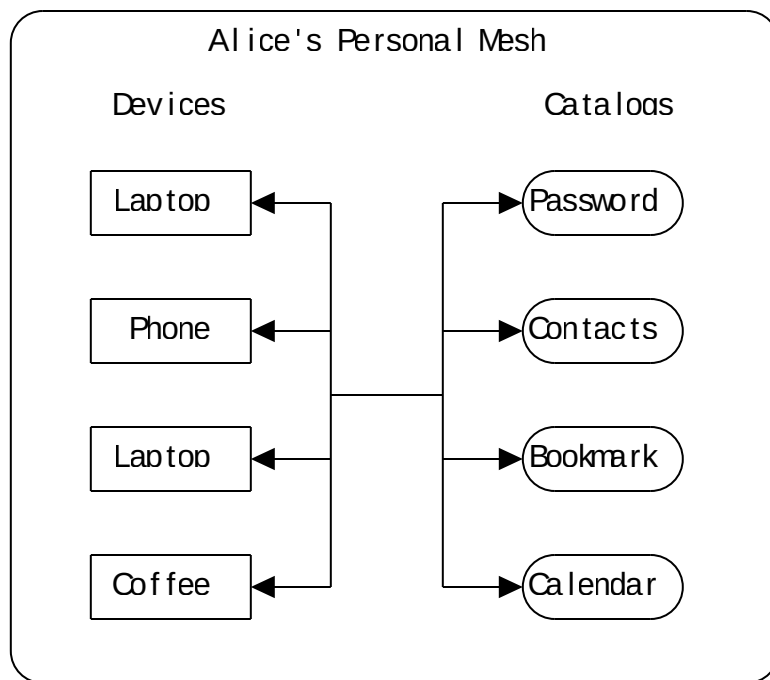 Alice's Personal Mesh
Devices
Catalogs
Laptop
Password
Phone
Contacts
Laptop
Bookmark
Coffee
Calendar